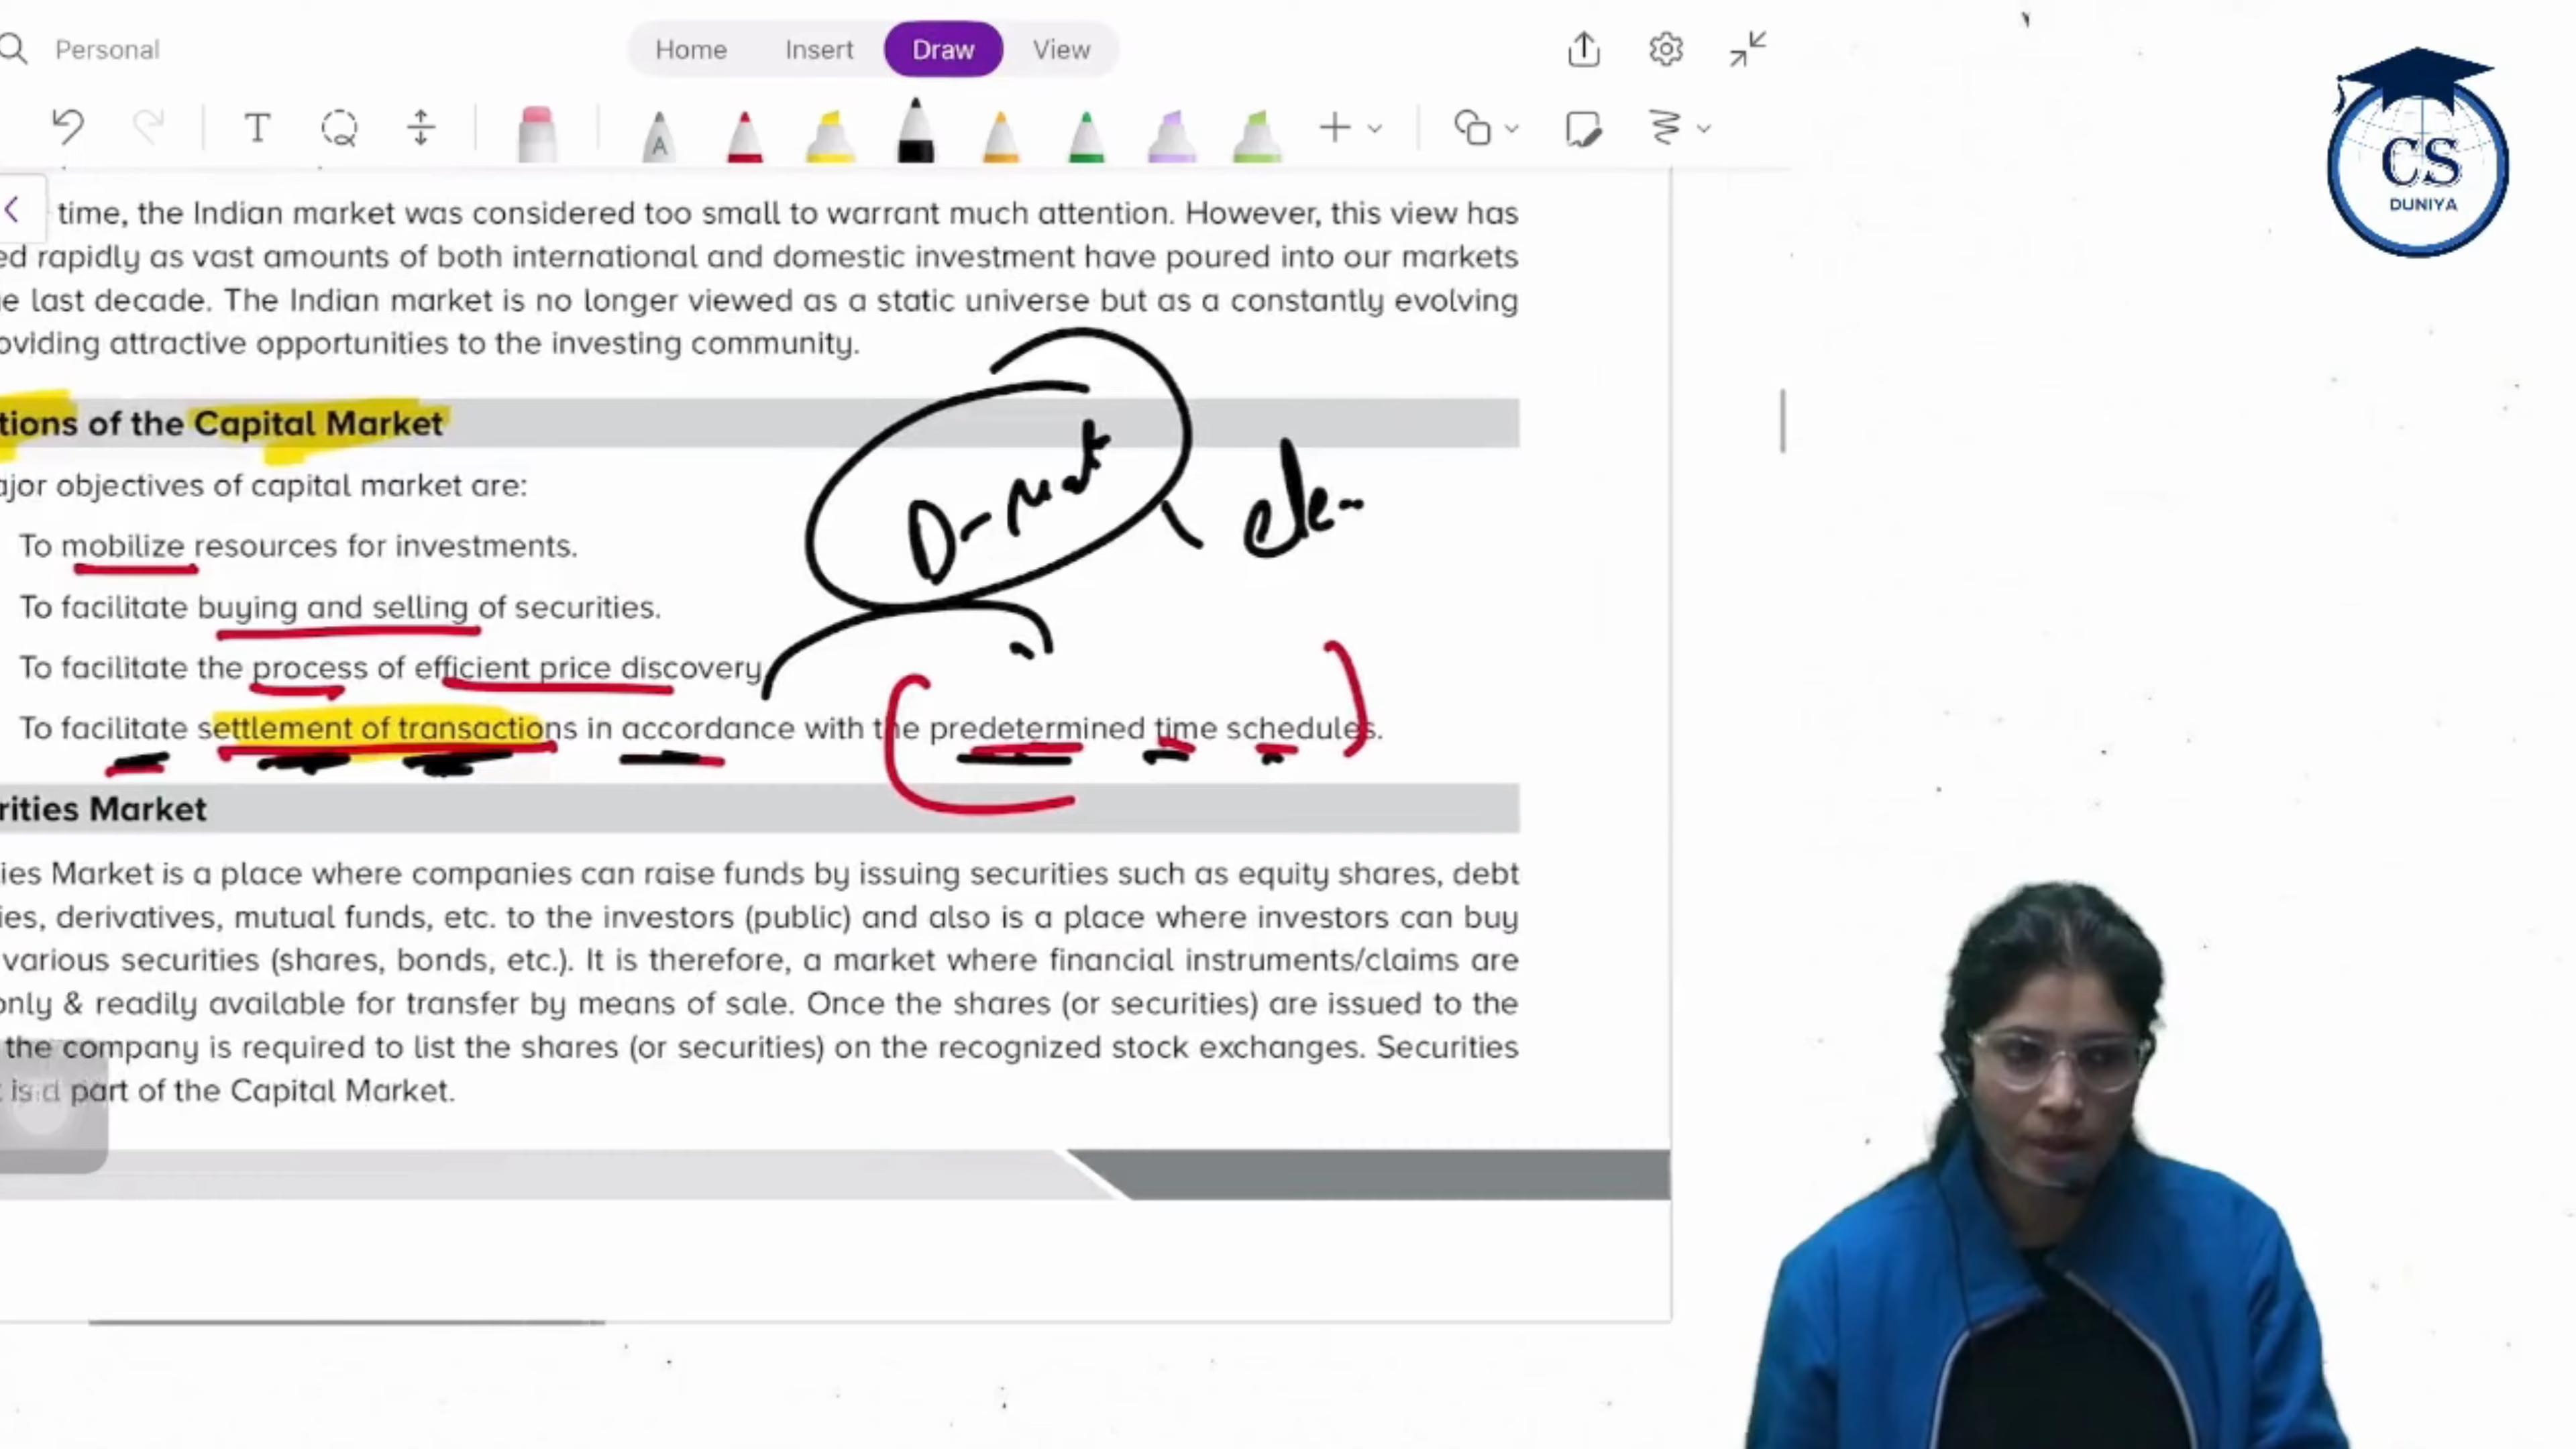 Personal
Home Insert Draw View
T
A
CS
DUNIYA
time, the Indian market was considered too small to warrant much attention. However, this view has
ed rapidly as vast amounts of both international and domestic investment have poured into our markets
e last decade. The Indian market is no longer viewed as a static universe but as a constantly evolving
oviding attractive opportunities to the investing community.
tions of the Capital Market
ajor objectives of capital market are:
D-Mat
ele--
To mobilize resources for investments.
To facilitate buying and selling of securities.
To facilitate the process of efficient price discovery
To facilitate settlement of transactions in accordance with the predetermined time schedules.
rities Market
ies Market is a place where companies can raise funds by issuing securities such as equity shares, debt
ies, derivatives, mutual funds, etc. to the investors (public) and also is a place where investors can buy
various securities (shares, bonds, etc.). It is therefore, a market where financial instruments/claims are
only & readily available for transfer by means of sale. Once the shares (or securities) are issued to the
the company is required to list the shares (or securities) on the recognized stock exchanges. Securities
is a part of the Capital Market.